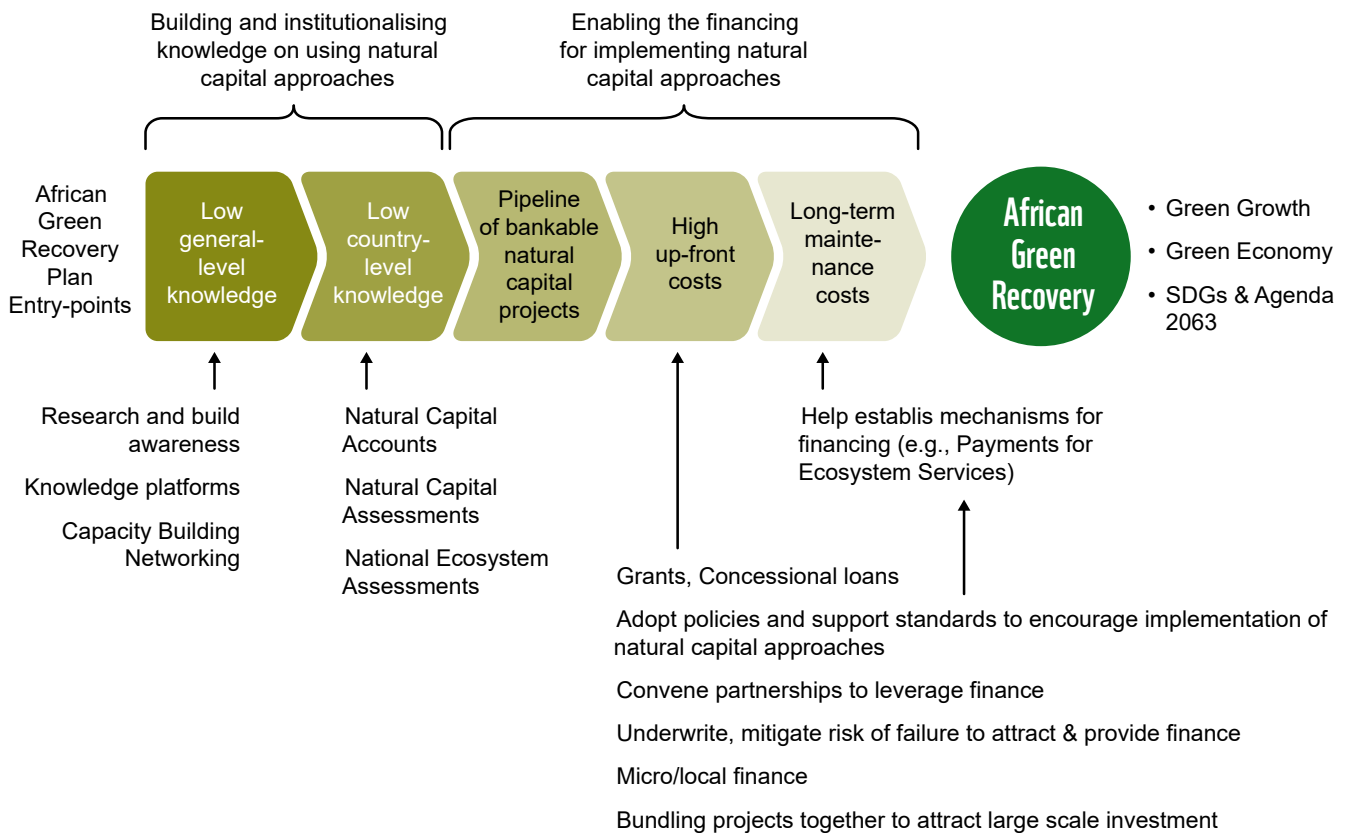 Building and institutionalising
knowledge on using natural
capital approaches
Enabling the financing
for implementing natural
capital approaches
African
Green
Recovery
Plan
Entry-points
Low
general-
level
knowledge
Low
country-
level
knowledge
Pipeline
of bankable
natural
capital
projects
High
up-front
costs
Long-term
mainte-
nance
costs
African
Green
Recovery
• Green Growth
• Green Economy
• SDGs & Agenda
2063
Research and build
awareness
Knowledge platforms
Capacity Building
Networking
Natural Capital
Accounts
Natural Capital
Assessments
National Ecosystem
Assessments
Help establis mechanisms for
financing (e.g., Payments for
Ecosystem Services)
Grants, Concessional loans
Adopt policies and support standards to encourage implementation of
natural capital approaches
Convene partnerships to leverage finance
Underwrite, mitigate risk of failure to attract & provide finance
Micro/local finance
Bundling projects together to attract large scale investment